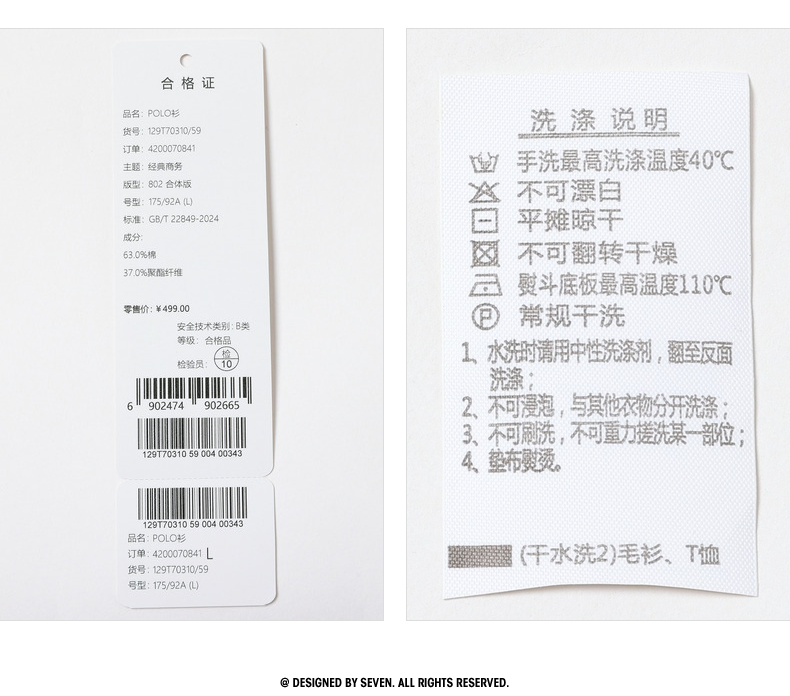 合格证
品名: POLO衫
货号: 129T70310/59
订单: 4200070841
主题: 经典商务
版型: 802 合体版
号型: 175/92A (L)
标准: GB/T 22849-2024
成分:
63.0%棉
37.0%聚酯纤维
零售价: ¥499.00
安全技术类别: B类
等级: 合格品
检验员: 检 10
6 902474 902665
129T70310 59 004 00343
129T70310 59 004 00343
品名: POLO衫
订单: 4200070841 L
货号: 129T70310/59
号型: 175/92A (L)
洗涤说明
手洗最高洗涤温度40℃
不可漂白
平摊晾干
不可翻转干燥
熨斗底板最高温度110℃
P 常规干洗
1、水洗时请用中性洗涤剂，翻至反面
洗涤；
2、不可浸泡，与其他衣物分开洗涤；
3、不可刷洗，不可重力搓洗某一部位；
4、垫布熨烫。
(干水洗2)毛衫、T恤
@ DESIGNED BY SEVEN. ALL RIGHTS RESERVED.